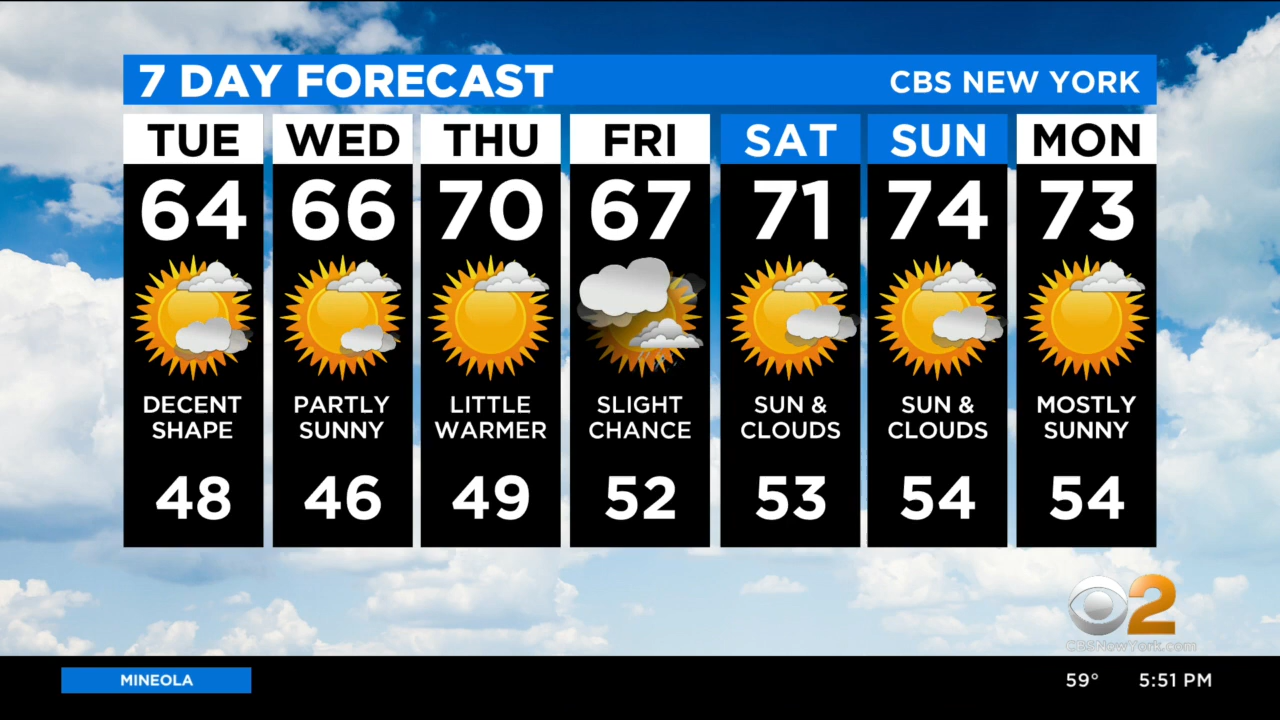 7 DAY FORECAST
CBS NEW YORK
TUE WED THU FRI SAT SUN MON
64 66 70 67 71 74 73
DECENT PARTLY LITTLE SLIGHT SUN & SUN & MOSTLY
SHAPE SUNNY WARMER CHANCE CLOUDS CLOUDS SUNNY
48 46 49 52 53 54 54
2
CBSNewYork.com
MINEOLA
59° 5:51 PM